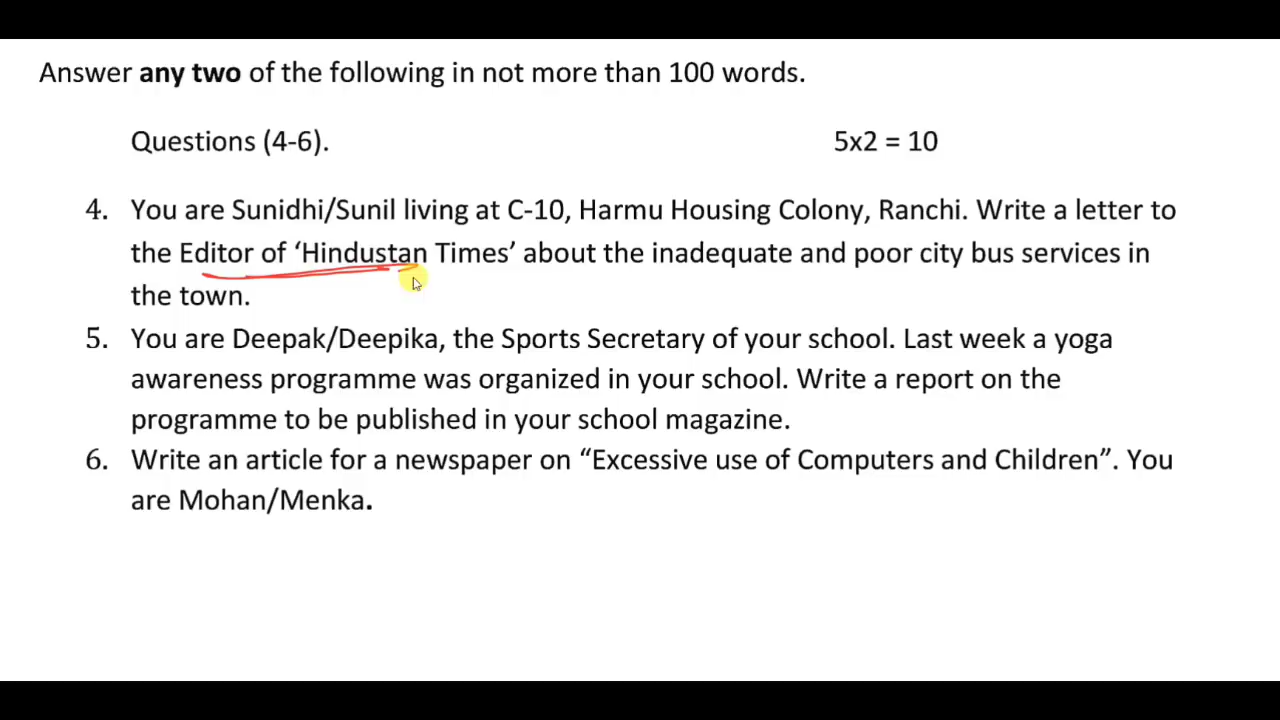 Answer any two of the following in not more than 100 words.
Questions (4-6). 5x2 = 10
4. You are Sunidhi/Sunil living at C-10, Harmu Housing Colony, Ranchi. Write a letter to
the Editor of ‘Hindustan Times’ about the inadequate and poor city bus services in
the town.
5. You are Deepak/Deepika, the Sports Secretary of your school. Last week a yoga
awareness programme was organized in your school. Write a report on the
programme to be published in your school magazine.
6. Write an article for a newspaper on “Excessive use of Computers and Children”. You
are Mohan/Menka.